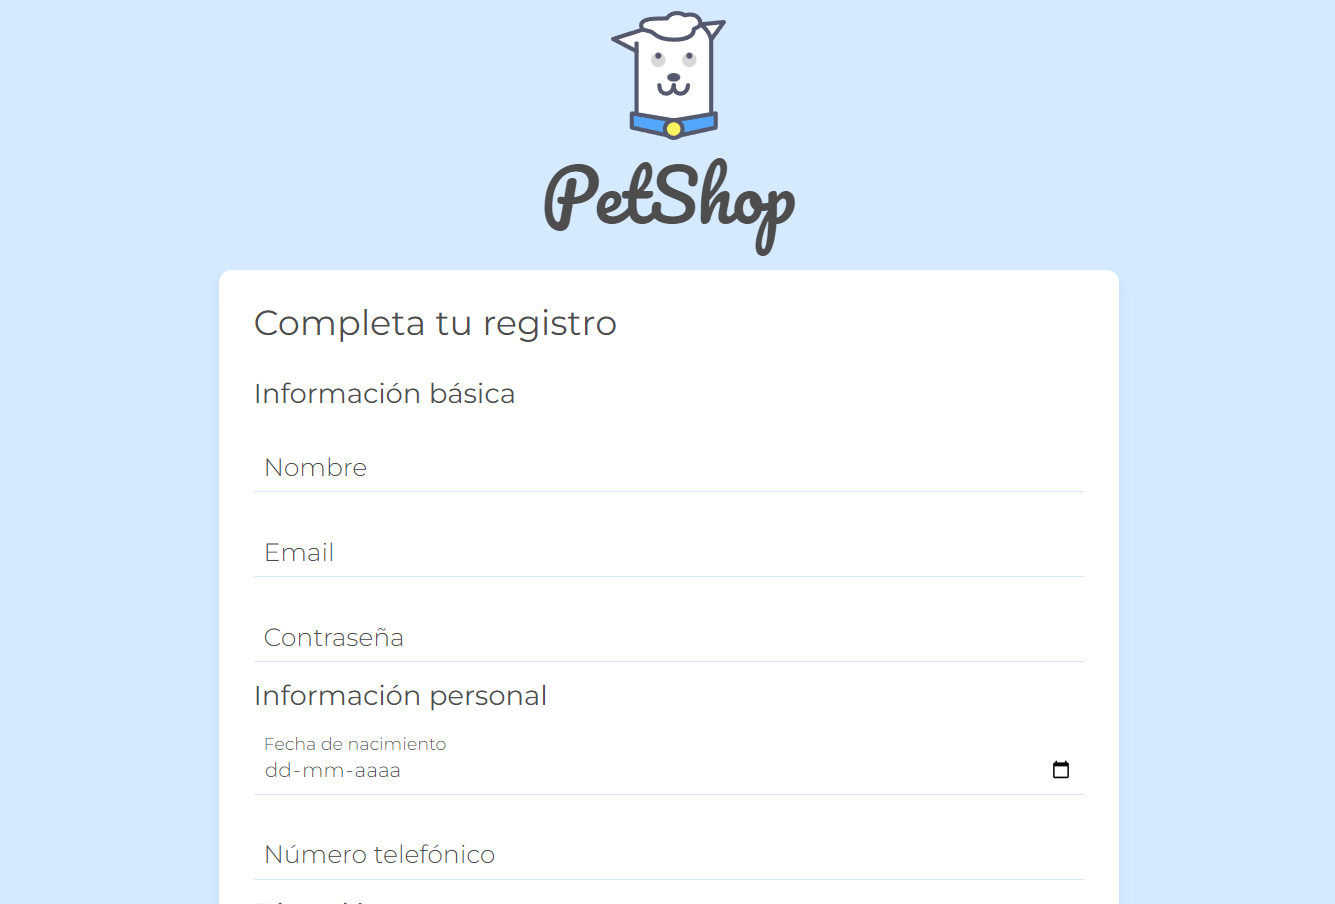 PetShop
Completa tu registro
Información básica
Nombre
Email
Contraseña
Información personal
Fecha de nacimiento
dd-mm-aaaa
Número telefónico